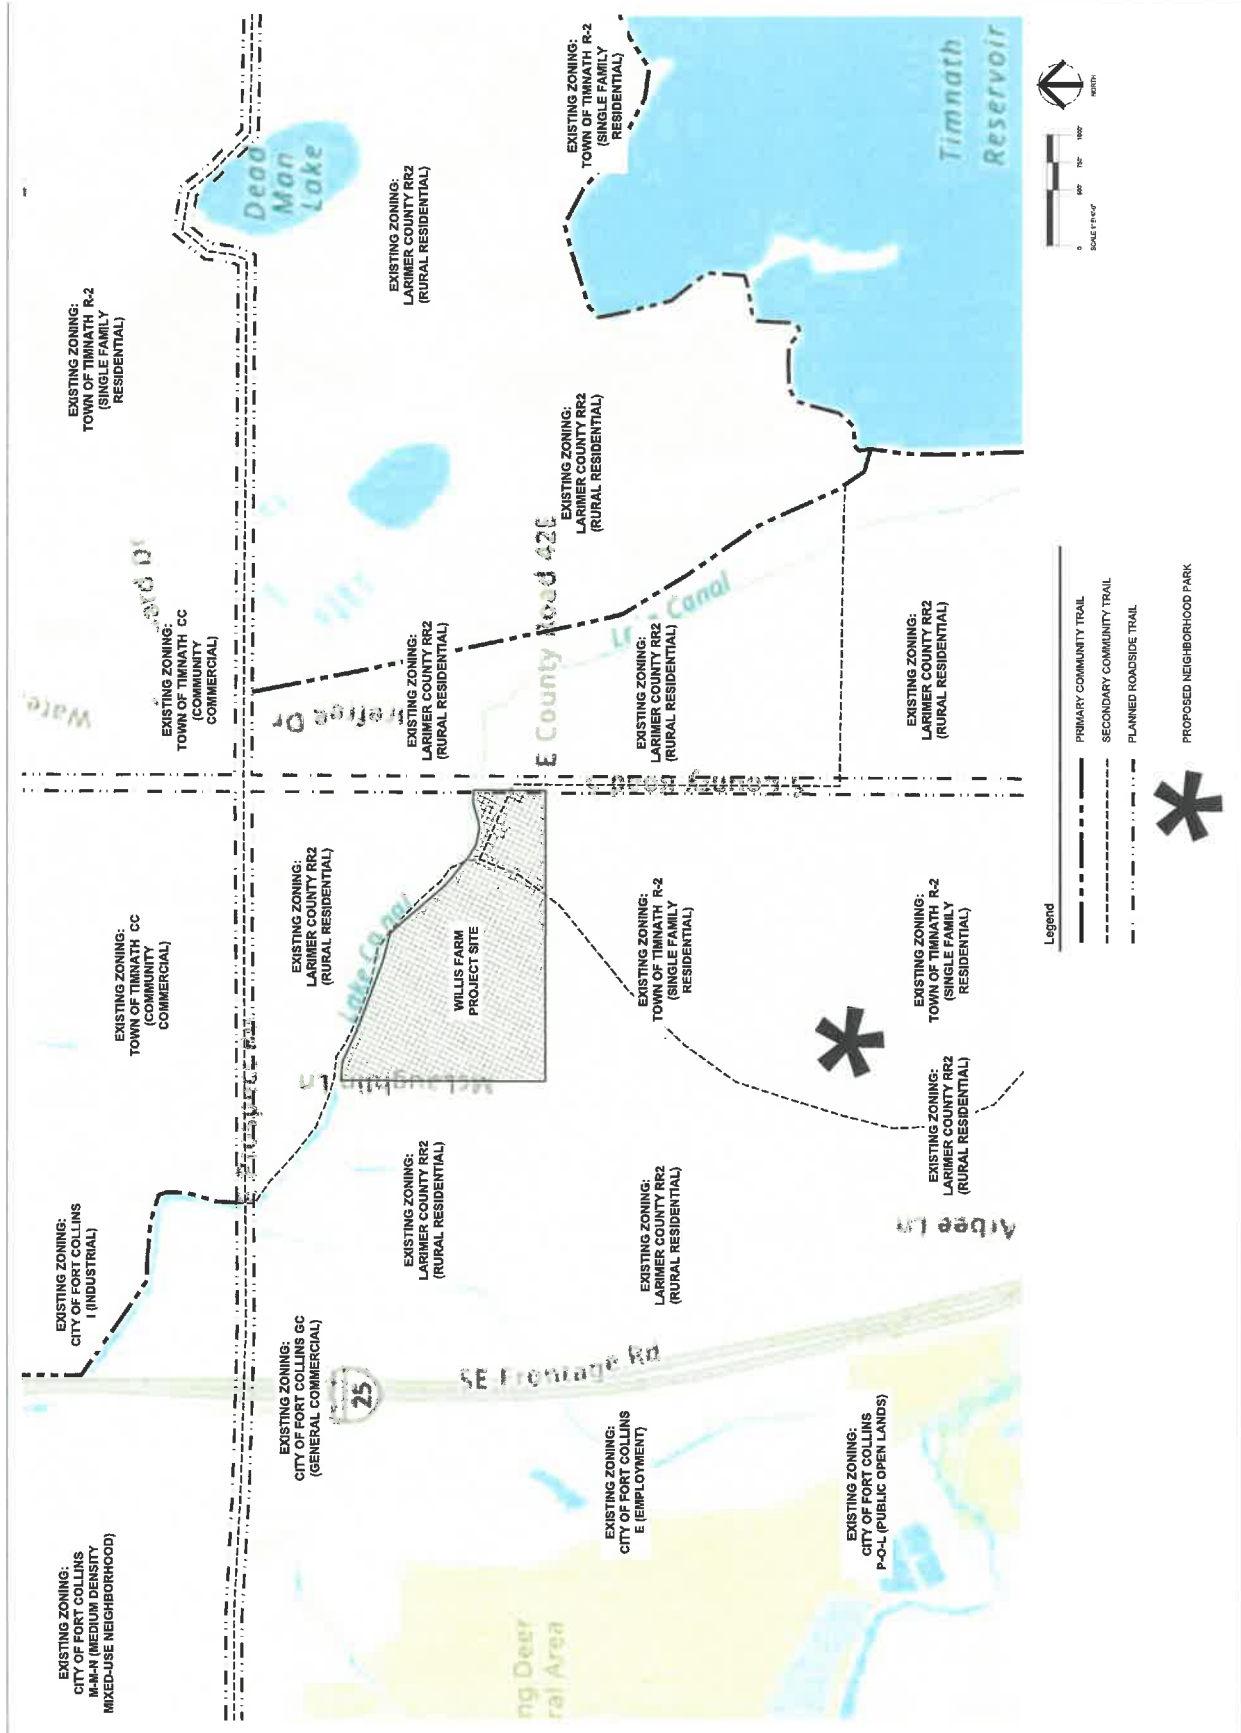 EXISTING ZONING:
CITY OF FORT COLLINS
M-M-N (MEDIUM DENSITY
MIXED-USE NEIGHBORHOOD)
EXISTING ZONING:
CITY OF FORT COLLINS
I (INDUSTRIAL)
EXISTING ZONING:
TOWN OF TIMNATH CC
(COMMUNITY
COMMERCIAL)
EXISTING ZONING:
TOWN OF TIMNATH CC
(COMMUNITY
COMMERCIAL)
EXISTING ZONING:
TOWN OF TIMNATH R-2
(SINGLE FAMILY
RESIDENTIAL)
Dead
Man
Lake
EXISTING ZONING:
CITY OF FORT COLLINS GC
(GENERAL COMMERCIAL)
25
EXISTING ZONING:
LARIMER COUNTY RR2
(RURAL RESIDENTIAL)
EXISTING ZONING:
LARIMER COUNTY RR2
(RURAL RESIDENTIAL)
EXISTING ZONING:
LARIMER COUNTY RR2
(RURAL RESIDENTIAL)
EXISTING ZONING:
LARIMER COUNTY RR2
(RURAL RESIDENTIAL)
Lake Canal
McLaughlin Ln
WILLIS FARM
PROJECT SITE
SE Frontage Rd
E County Road 42E
EXISTING ZONING:
LARIMER COUNTY RR2
(RURAL RESIDENTIAL)
EXISTING ZONING:
TOWN OF TIMNATH R-2
(SINGLE FAMILY
RESIDENTIAL)
EXISTING ZONING:
CITY OF FORT COLLINS
E (EMPLOYMENT)
EXISTING ZONING:
LARIMER COUNTY RR2
(RURAL RESIDENTIAL)
EXISTING ZONING:
TOWN OF TIMNATH R-2
(SINGLE FAMILY
RESIDENTIAL)
EXISTING ZONING:
LARIMER COUNTY RR2
(RURAL RESIDENTIAL)
Canal
ng Deer
ral Area
EXISTING ZONING:
CITY OF FORT COLLINS
P-O-L (PUBLIC OPEN LANDS)
Arbee Ln
EXISTING ZONING:
LARIMER COUNTY RR2
(RURAL RESIDENTIAL)
EXISTING ZONING:
TOWN OF TIMNATH R-2
(SINGLE FAMILY
RESIDENTIAL)
EXISTING ZONING:
LARIMER COUNTY RR2
(RURAL RESIDENTIAL)
Timnath
Reservoir
Legend
PRIMARY COMMUNITY TRAIL
SECONDARY COMMUNITY TRAIL
PLANNED ROADSIDE TRAIL
PROPOSED NEIGHBORHOOD PARK
0 500' 750' 1000'
NORTH